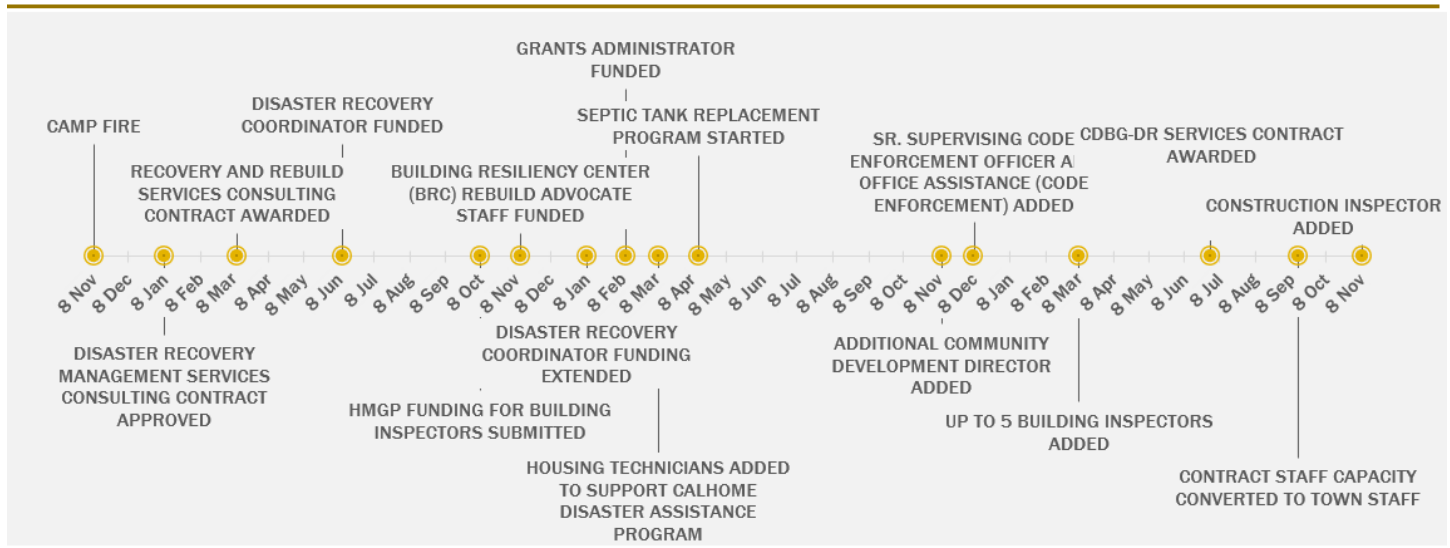 GRANTS ADMINISTRATOR
FUNDED
DISASTER RECOVERY
COORDINATOR FUNDED
SEPTIC TANK REPLACEMENT
PROGRAM STARTED
CAMP FIRE
SR. SUPERVISING CODE
ENFORCEMENT OFFICER A
OFFICE ASSISTANCE (CODE
ENFORCEMENT) ADDED
CDBG-DR SERVICES CONTRACT
AWARDED
RECOVERY AND REBUILD
SERVICES CONSULTING
CONTRACT AWARDED
BUILDING RESILIENCY CENTER
(BRC) REBUILD ADVOCATE
STAFF FUNDED
CONSTRUCTION INSPECTOR
ADDED
8 Nov
8 Dec
8 Jan
8 Feb
8 Mar
8 Apr
8 May
8 Jun
8 Jul
8 Aug
8 Sep
8 Oct
8 Nov
8 Dec
8 Jan
8 Feb
8 Mar
8 Apr
8 May
8 Jun
8 Jul
8 Aug
8 Sep
8 Oct
8 Nov
8 Dec
8 Jan
8 Feb
8 Mar
8 Apr
8 May
8 Jun
8 Jul
8 Aug
8 Sep
8 Oct
8 Nov
DISASTER RECOVERY
MANAGEMENT SERVICES
CONSULTING CONTRACT
APPROVED
DISASTER RECOVERY
COORDINATOR FUNDING
EXTENDED
HMGP FUNDING FOR BUILDING
INSPECTORS SUBMITTED
HOUSING TECHNICIANS ADDED
TO SUPPORT CALHOME
DISASTER ASSISTANCE
PROGRAM
ADDITIONAL COMMUNITY
DEVELOPMENT DIRECTOR
ADDED
UP TO 5 BUILDING INSPECTORS
ADDED
CONTRACT STAFF CAPACITY
CONVERTED TO TOWN STAFF